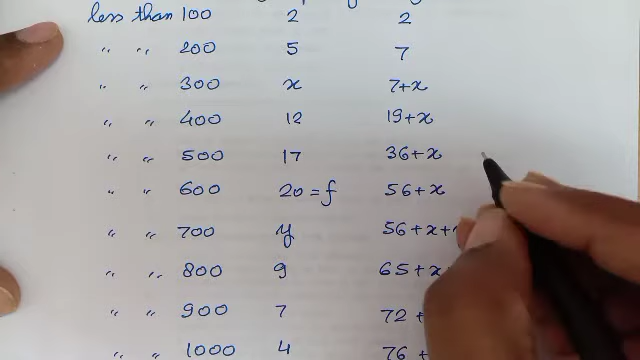 less than 100 2 2
〃 〃 200 5 7
〃 〃 300 x 7+x
〃 〃 400 12 19+x
〃 〃 500 17 36+x
〃 〃 600 20=f 56+x
〃 〃 700 y 56+x+
〃 〃 800 9 65+x
〃 〃 900 7 72+
〃 〃 1000 4 76+